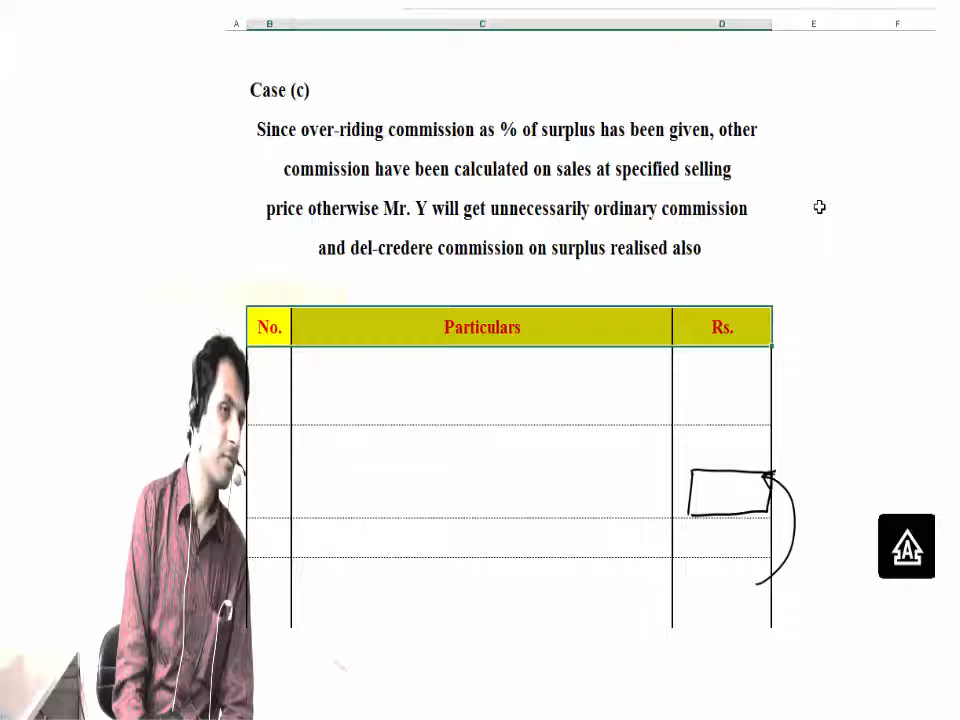 A B C D E F
Case (c)
Since over-riding commission as % of surplus has been given, other
commission have been calculated on sales at specified selling
price otherwise Mr. Y will get unnecessarily ordinary commission
and del-credere commission on surplus realised also
No. Particulars Rs.
A